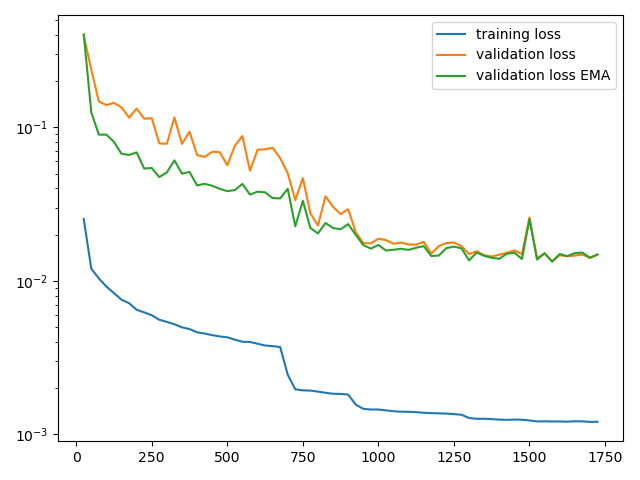 training loss
validation loss
validation loss EMA
10⁻¹
10⁻²
10⁻³
0 250 500 750 1000 1250 1500 1750